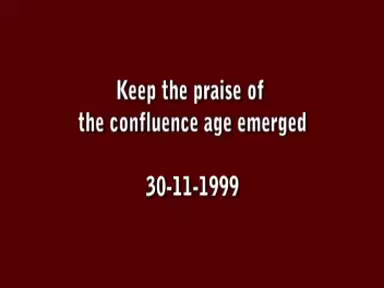 Keep the praise of
the confluence age emerged
30-11-1999